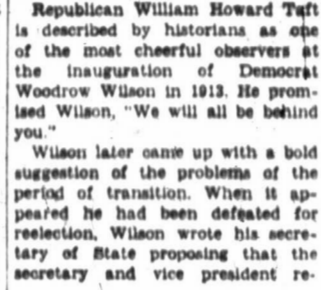 Republican William Howard Taft
is described by historians as one
of the most cheerful observers at
the inauguration of Democrat
Woodrow Wilson in 1913. He prom-
ised Wilson, "We will all be behind
you."
Wilson later came up with a bold
suggestion of the problems of the
period of transition. When it ap-
peared he had been defeated for
reelection, Wilson wrote his secre-
tary of State proposing that the
secretary and vice president re-